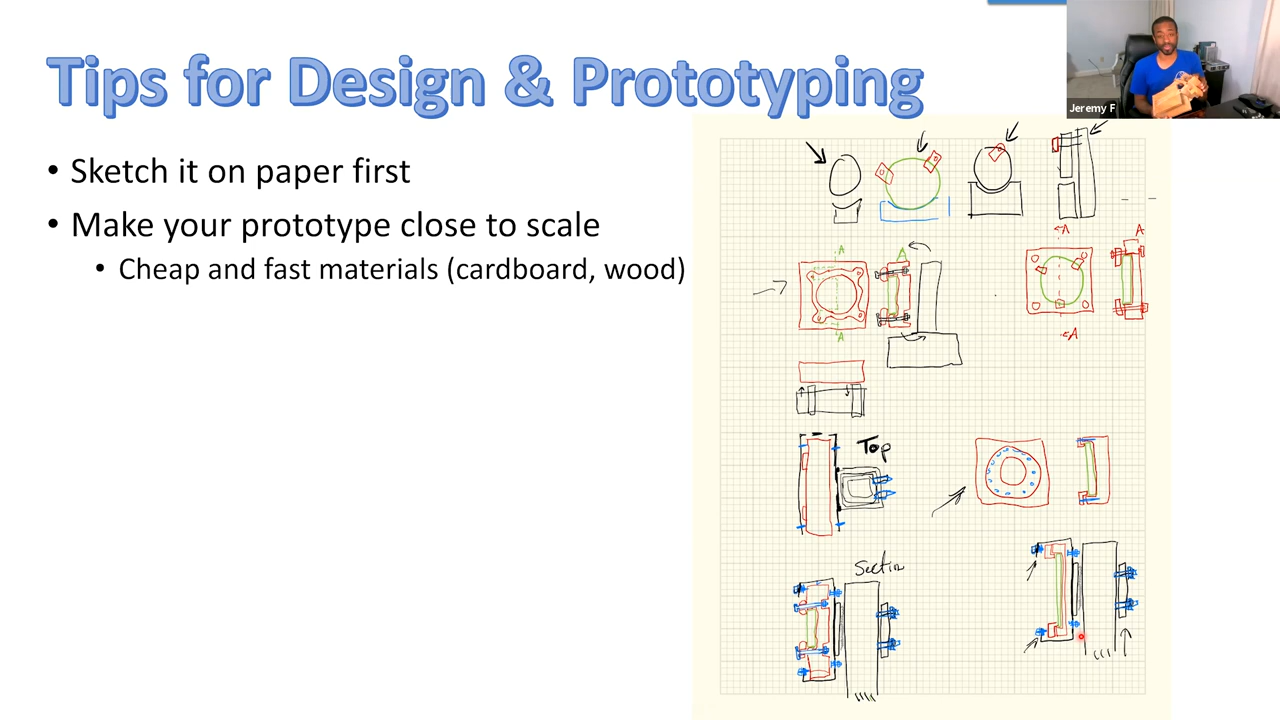 Tips for Design & Prototyping
Jeremy F
• Sketch it on paper first
• Make your prototype close to scale
• Cheap and fast materials (cardboard, wood)
A
A
A
A
A
A
Top
Section